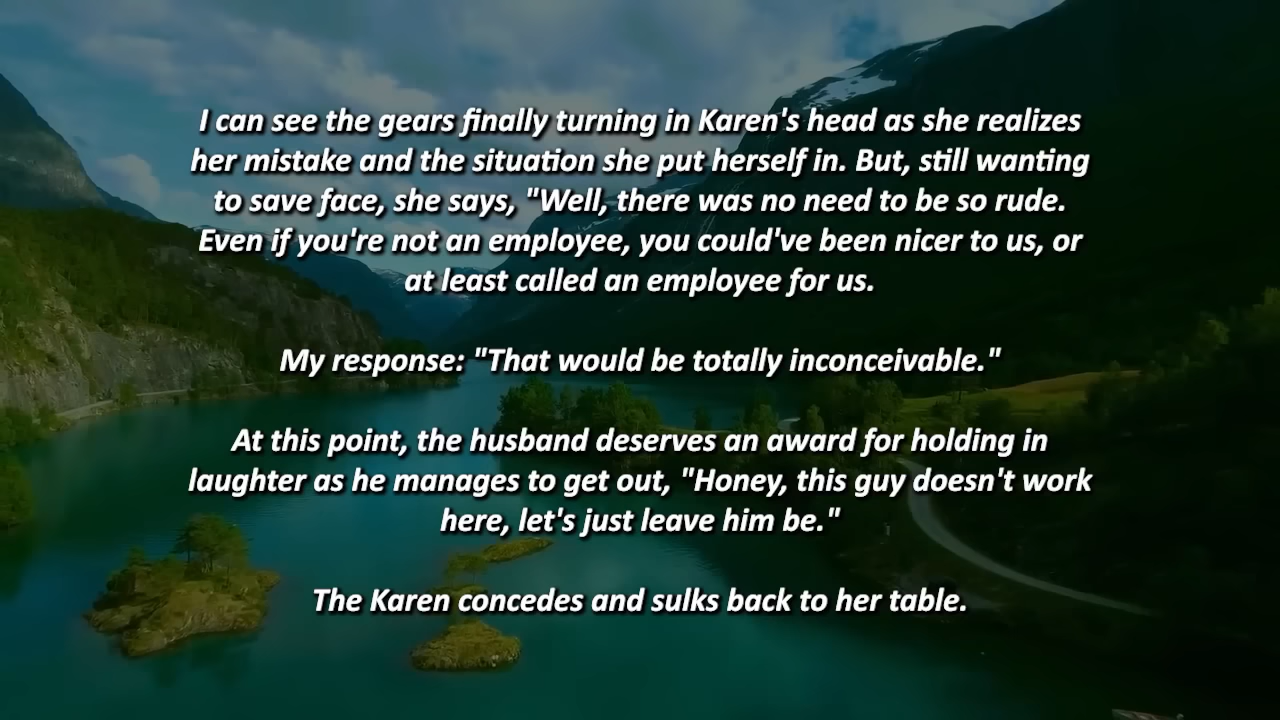 I can see the gears finally turning in Karen's head as she realizes
her mistake and the situation she put herself in. But, still wanting
to save face, she says, "Well, there was no need to be so rude.
Even if you're not an employee, you could've been nicer to us, or
at least called an employee for us.
My response: "That would be totally inconceivable."
At this point, the husband deserves an award for holding in
laughter as he manages to get out, "Honey, this guy doesn't work
here, let's just leave him be."
The Karen concedes and sulks back to her table.